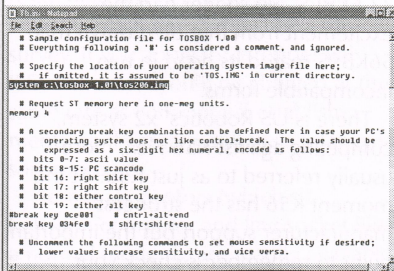 Tb.ini - Notepad
File Edit Search Help
# Sample configuration file for TOSBOX 1.00
# Everything following a '#' is considered a comment, and ignored.
# Specify the location of your operating system image file here;
# if omitted, it is assumed to be 'TOS.IMG' in current directory.
system c:\tosbox_1.01\tos206.img
# Request ST memory here in one-meg units.
memory 4
# A secondary break key combination can be defined here in case your PC's
# operating system does not like control+break. The value should be
# expressed as a six-digit hex numeral, encoded as follows:
# bits 0-7: ascii value
# bits 8-15: PC scancode
# bit 16: right shift key
# bit 17: right shift key
# bit 18: either control key
# bit 19: either alt key
#break key 0ce001 # cntrl+alt+end
break key 034fe0 # shift+shift+end
# Uncomment the following commands to set mouse sensitivity if desired;
# lower values increase sensitivity, and vice versa.